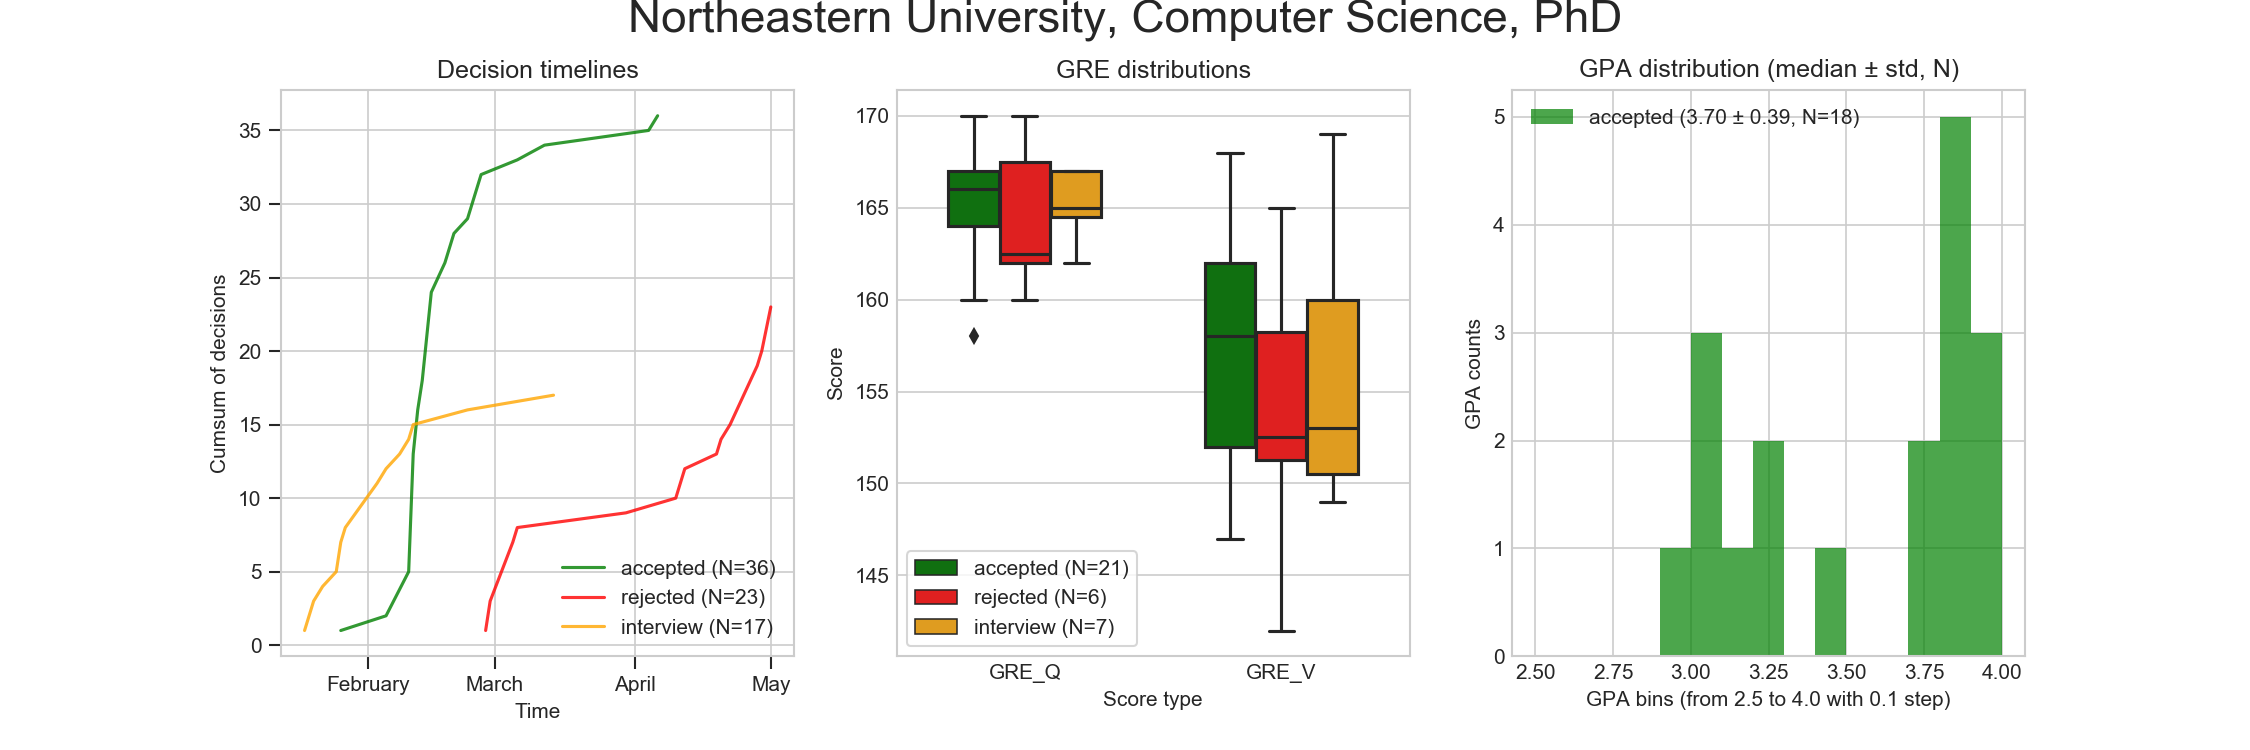 Northeastern University, Computer Science, PhD
Decision timelines
Cumsum of decisions
35
30
25
20
15
10
5
0
accepted (N=36)
rejected (N=23)
interview (N=17)
February March April May
Time
GRE distributions
Score
170
165
160
155
150
145
accepted (N=21)
rejected (N=6)
interview (N=7)
GRE_Q GRE_V
Score type
GPA distribution (median ± std, N)
GPA counts
accepted (3.70 ± 0.39, N=18)
5
4
3
2
1
0
2.50 2.75 3.00 3.25 3.50 3.75 4.00
GPA bins (from 2.5 to 4.0 with 0.1 step)